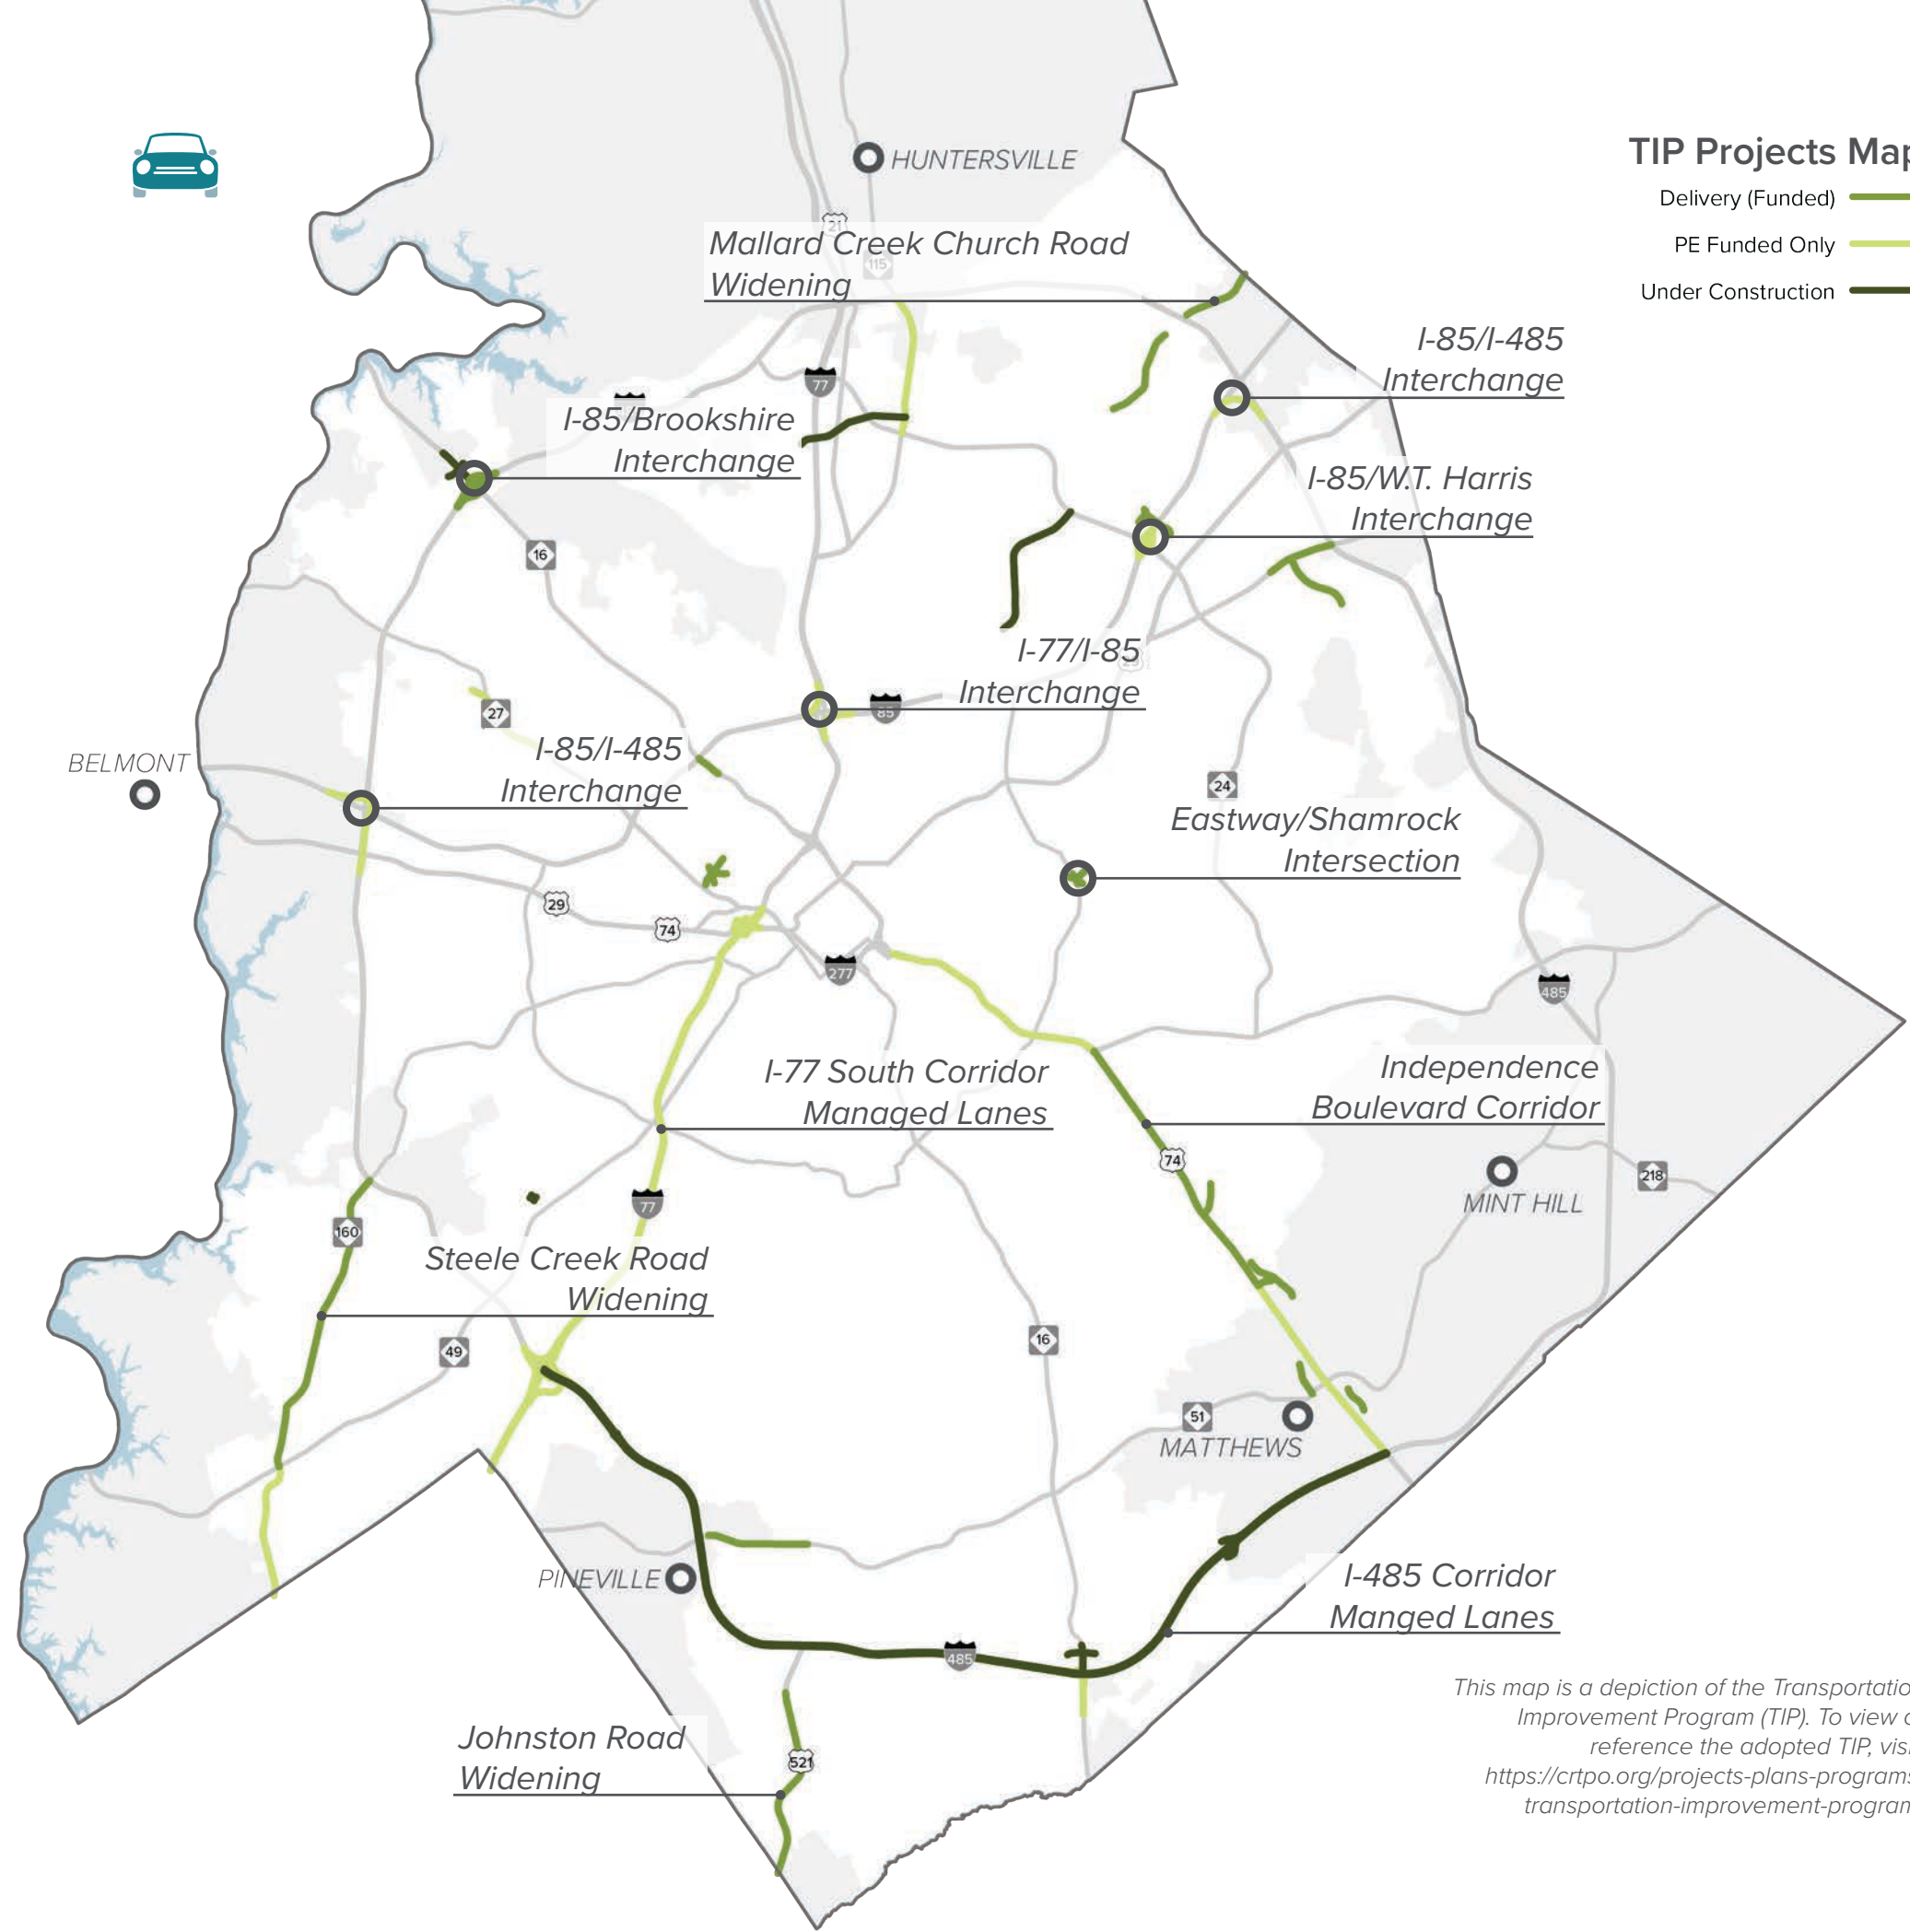 HUNTERSVILLE
TIP Projects Map
Delivery (Funded)
PE Funded Only
Under Construction
21
Mallard Creek Church Road
115
Widening
I-85/I-485
Interchange
77
I-85/Brookshire
Interchange
I-85/W.T. Harris
Interchange
16
I-77/I-85
29
Interchange
85
27
BELMONT
I-85/I-485
Interchange
24
Eastway/Shamrock
Intersection
29
74
277
485
I-77 South Corridor
Managed Lanes
Independence
Boulevard Corridor
74
MINT HILL
218
77
160
Steele Creek Road
Widening
49
16
51
MATTHEWS
PINEVILLE
I-485 Corridor
Manged Lanes
485
Johnston Road
Widening
521
This map is a depiction of the Transportatio
Improvement Program (TIP). To view o
reference the adopted TIP, visi
https://crtpo.org/projects-plans-programs
transportation-improvement-program